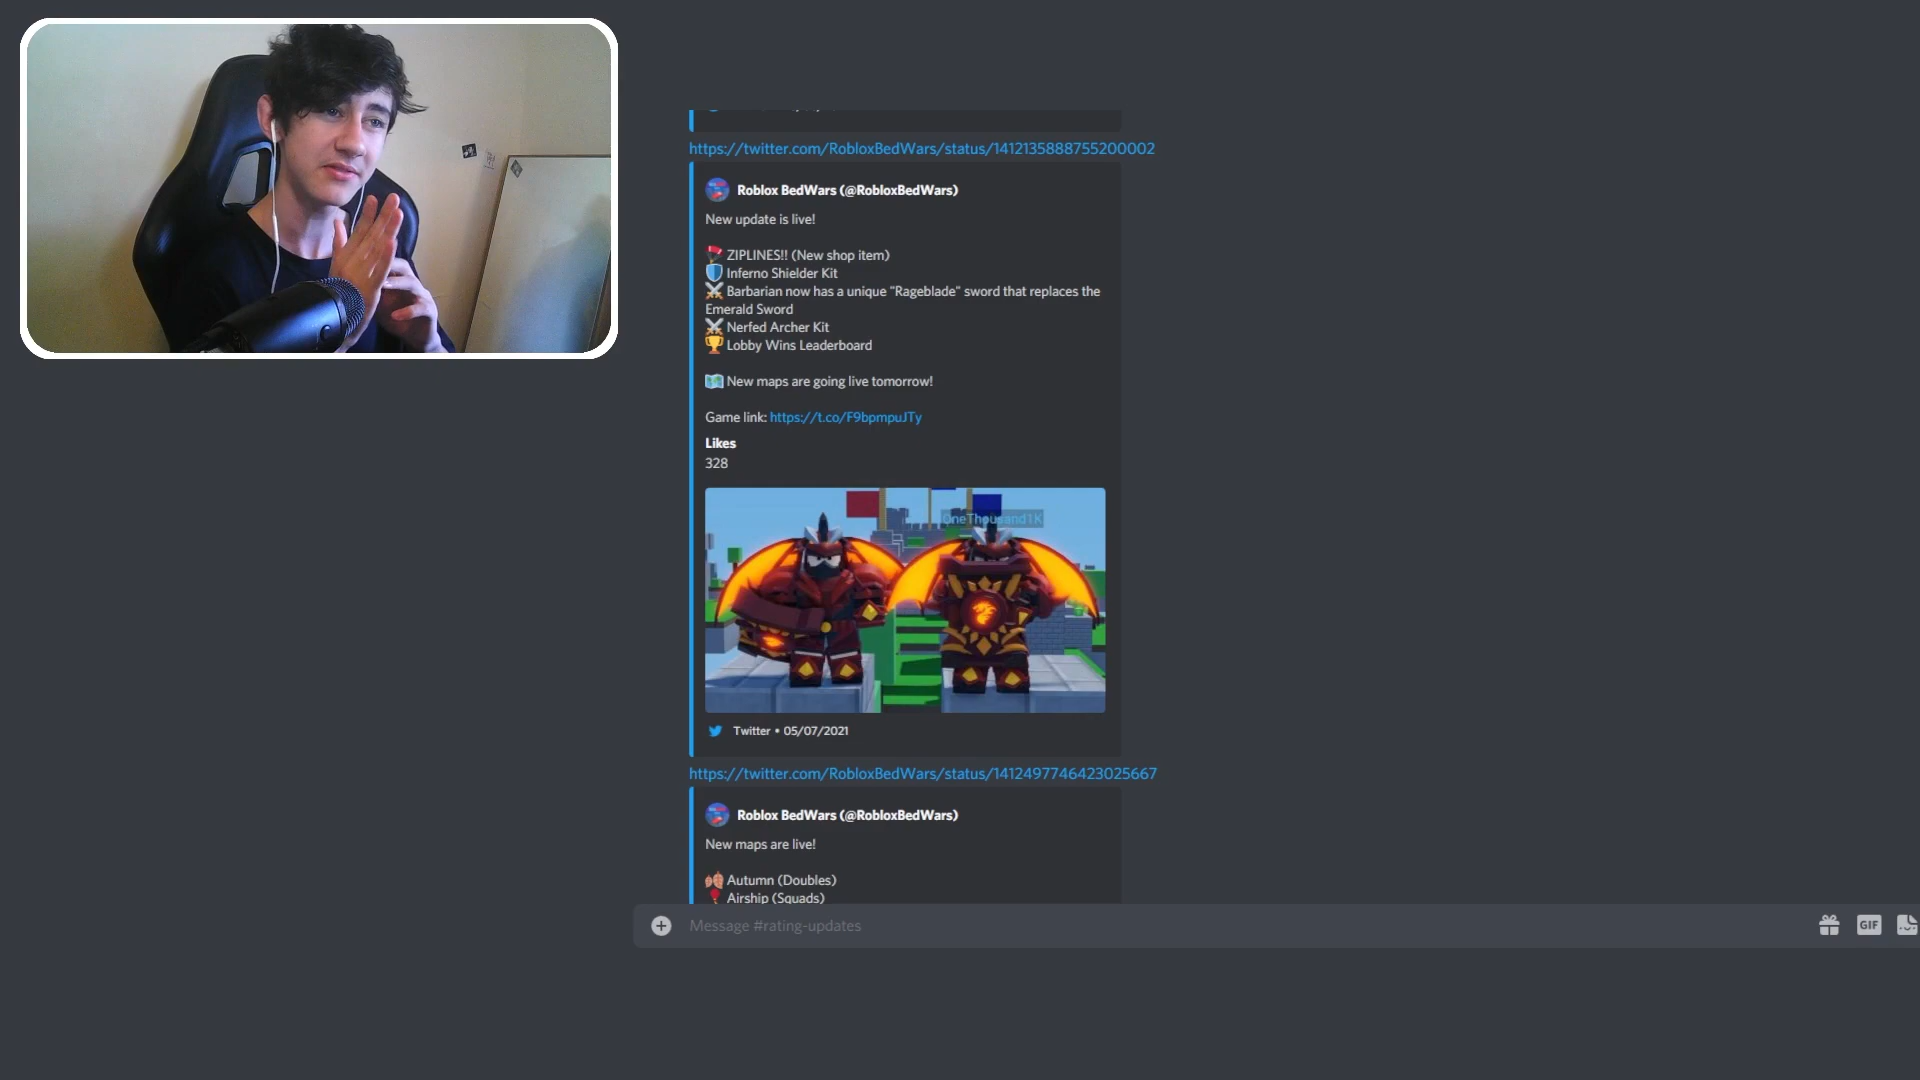 https://twitter.com/RobloxBedWars/status/1412135888755200002
Roblox BedWars (@RobloxBedWars)
New update is live!
ZIPLINES!! (New shop item)
Inferno Shielder Kit
Barbarian now has a unique "Rageblade" sword that replaces the
Emerald Sword
Nerfed Archer Kit
Lobby Wins Leaderboard
New maps are going live tomorrow!
Game link: https://t.co/F9bpmpuJTy
Likes
328
OneThousand1K
Twitter • 05/07/2021
https://twitter.com/RobloxBedWars/status/1412497746423025667
Roblox BedWars (@RobloxBedWars)
New maps are live!
Autumn (Doubles)
Airship (Squads)
Message #rating-updates
GIF